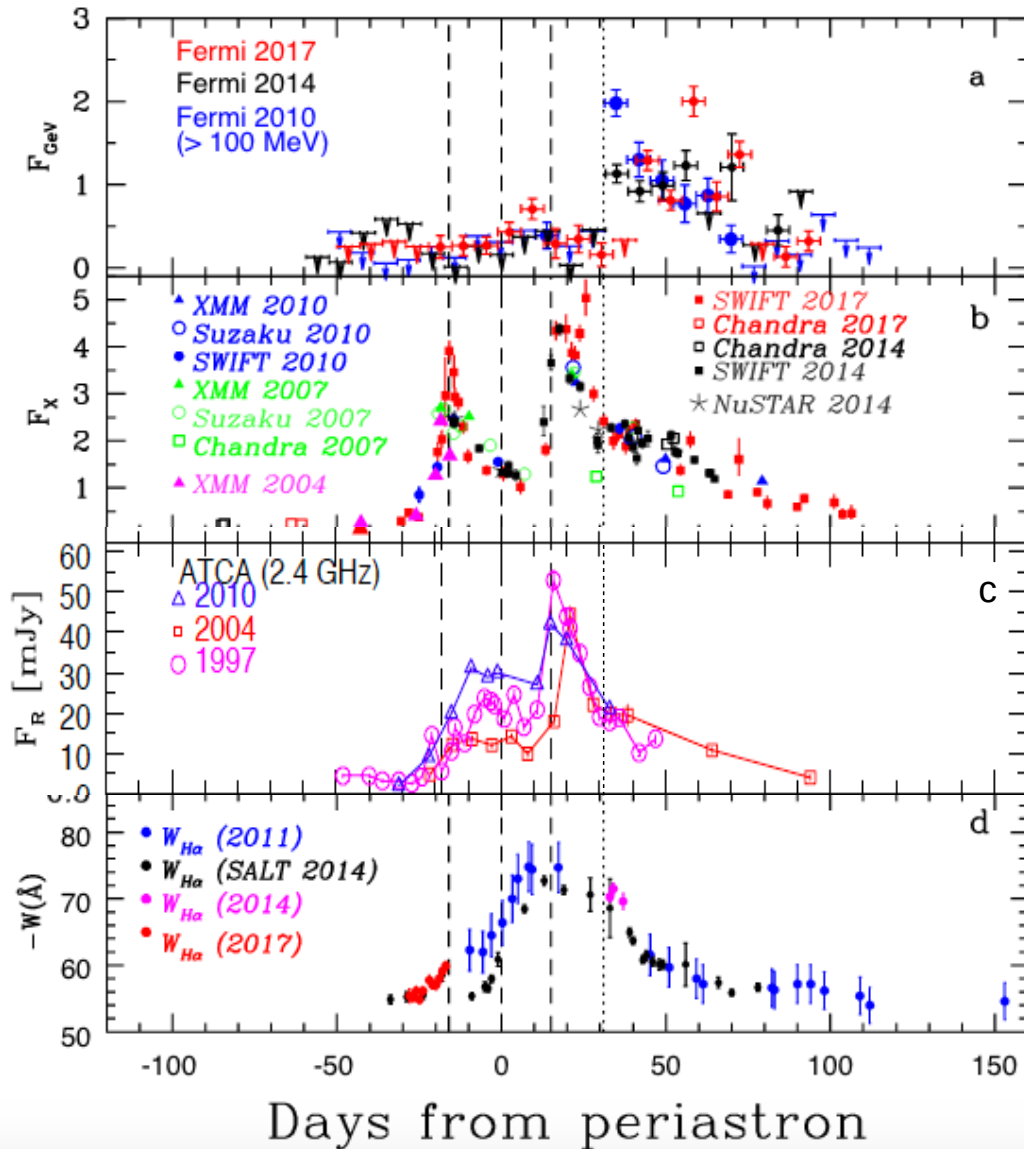 3
Fermi 2017
Fermi 2014
Fermi 2010
(> 100 MeV)
a
2
1
0
F_GeV
XMM 2010
Suzaku 2010
SWIFT 2010
XMM 2007
Suzaku 2007
Chandra 2007
XMM 2004
SWIFT 2017
Chandra 2017
Chandra 2014
SWIFT 2014
NuSTAR 2014
b
5
4
3
2
1
F_X
ATCA (2.4 GHz)
2010
2004
1997
c
60
50
40
30
20
10
F_R [mJy]
W_Hα (2011)
W_Hα (SALT 2014)
W_Hα (2014)
W_Hα (2017)
d
80
70
60
50
-W(Å)
-100 -50 0 50 100 150
Days from periastron